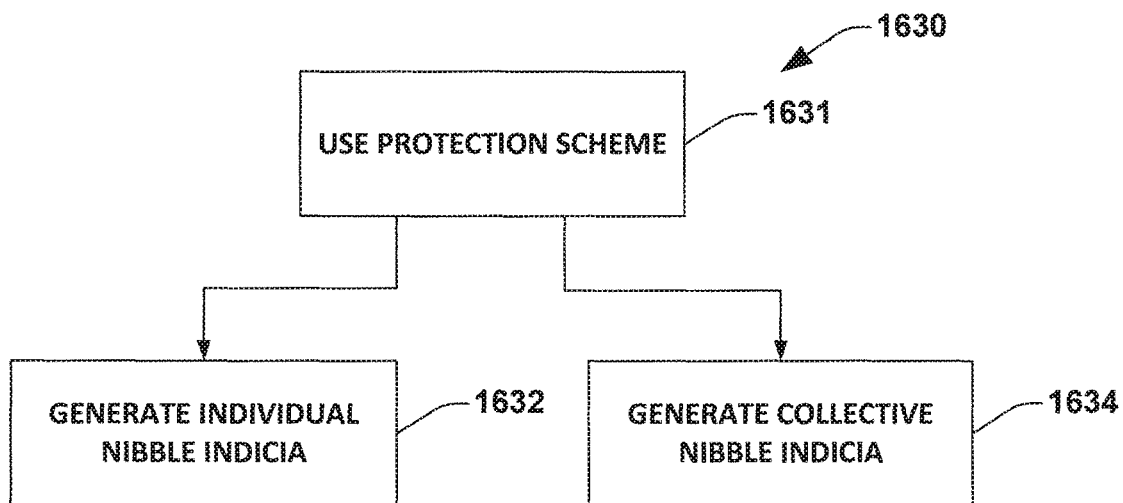 1630
1631
USE PROTECTION SCHEME
GENERATE INDIVIDUAL
NIBBLE INDICIA
1632
GENERATE COLLECTIVE
NIBBLE INDICIA
1634